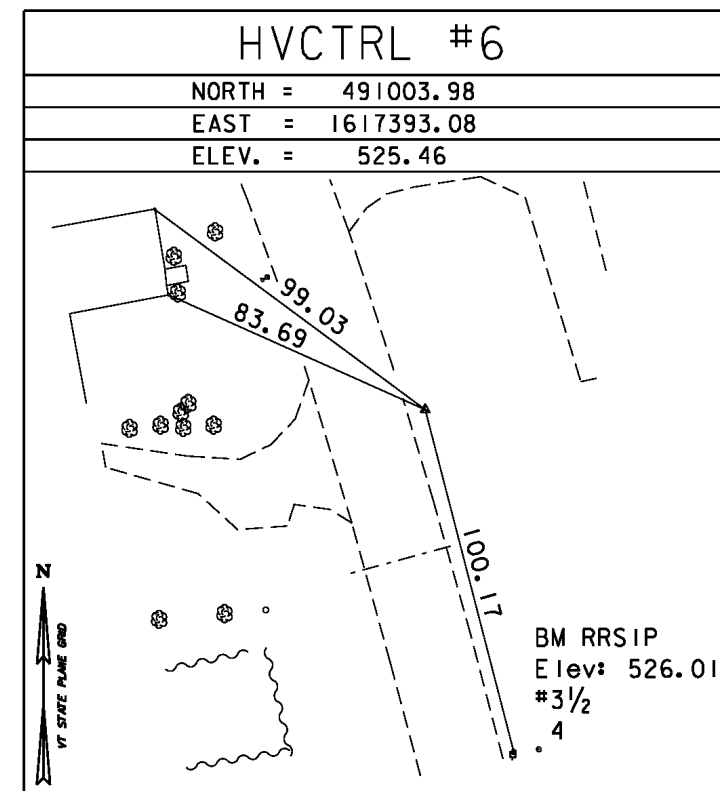 HVCTRL #6
NORTH = 491003.98
EAST = 1617393.08
ELEV. = 525.46
99.03
83.69
100.17
N
VT STATE PLANE GRID
BM RRSIP
Elev: 526.01
#3½
4